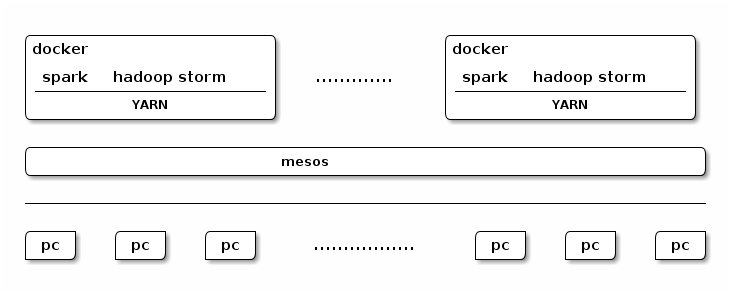 docker docker
spark hadoop storm ............. spark hadoop storm
YARN YARN
mesos
pc pc pc ................. pc pc pc